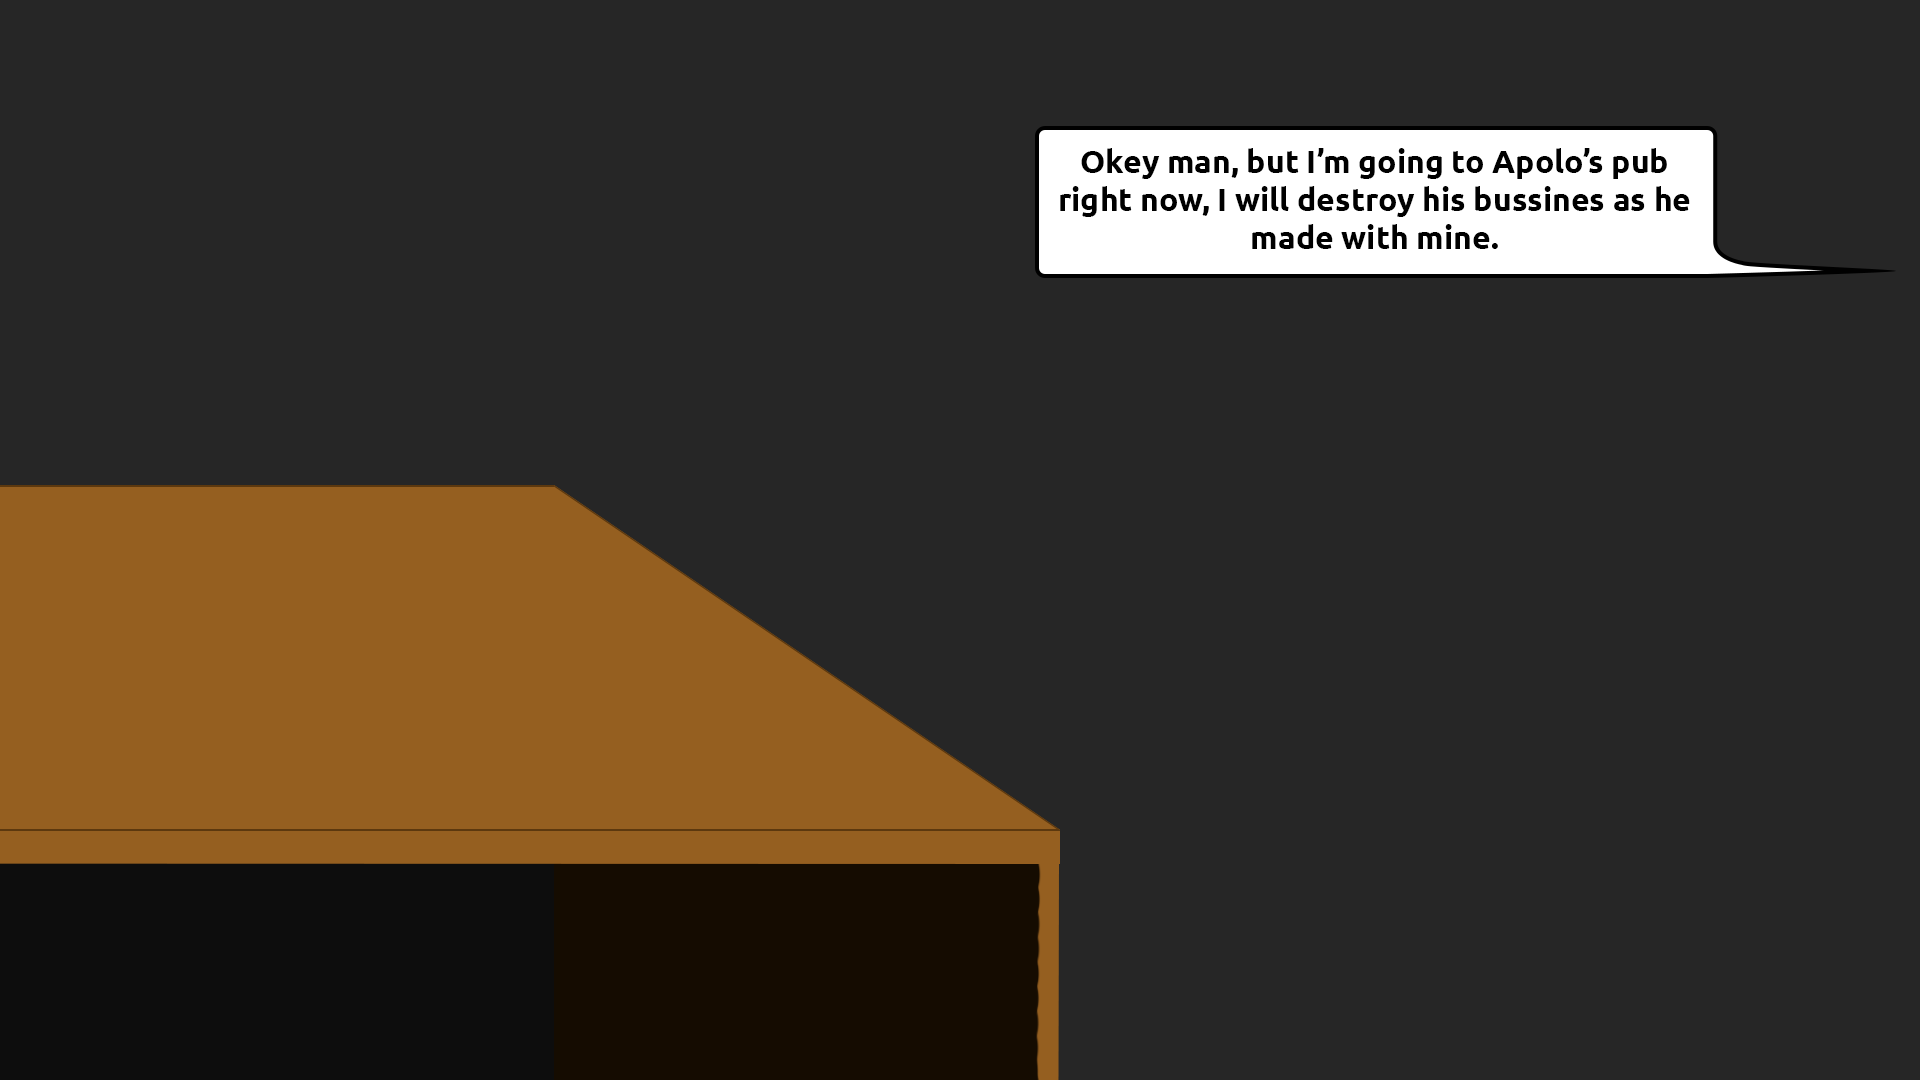 Okey man, but I’m going to Apolo’s pub
right now, I will destroy his bussines as he
made with mine.